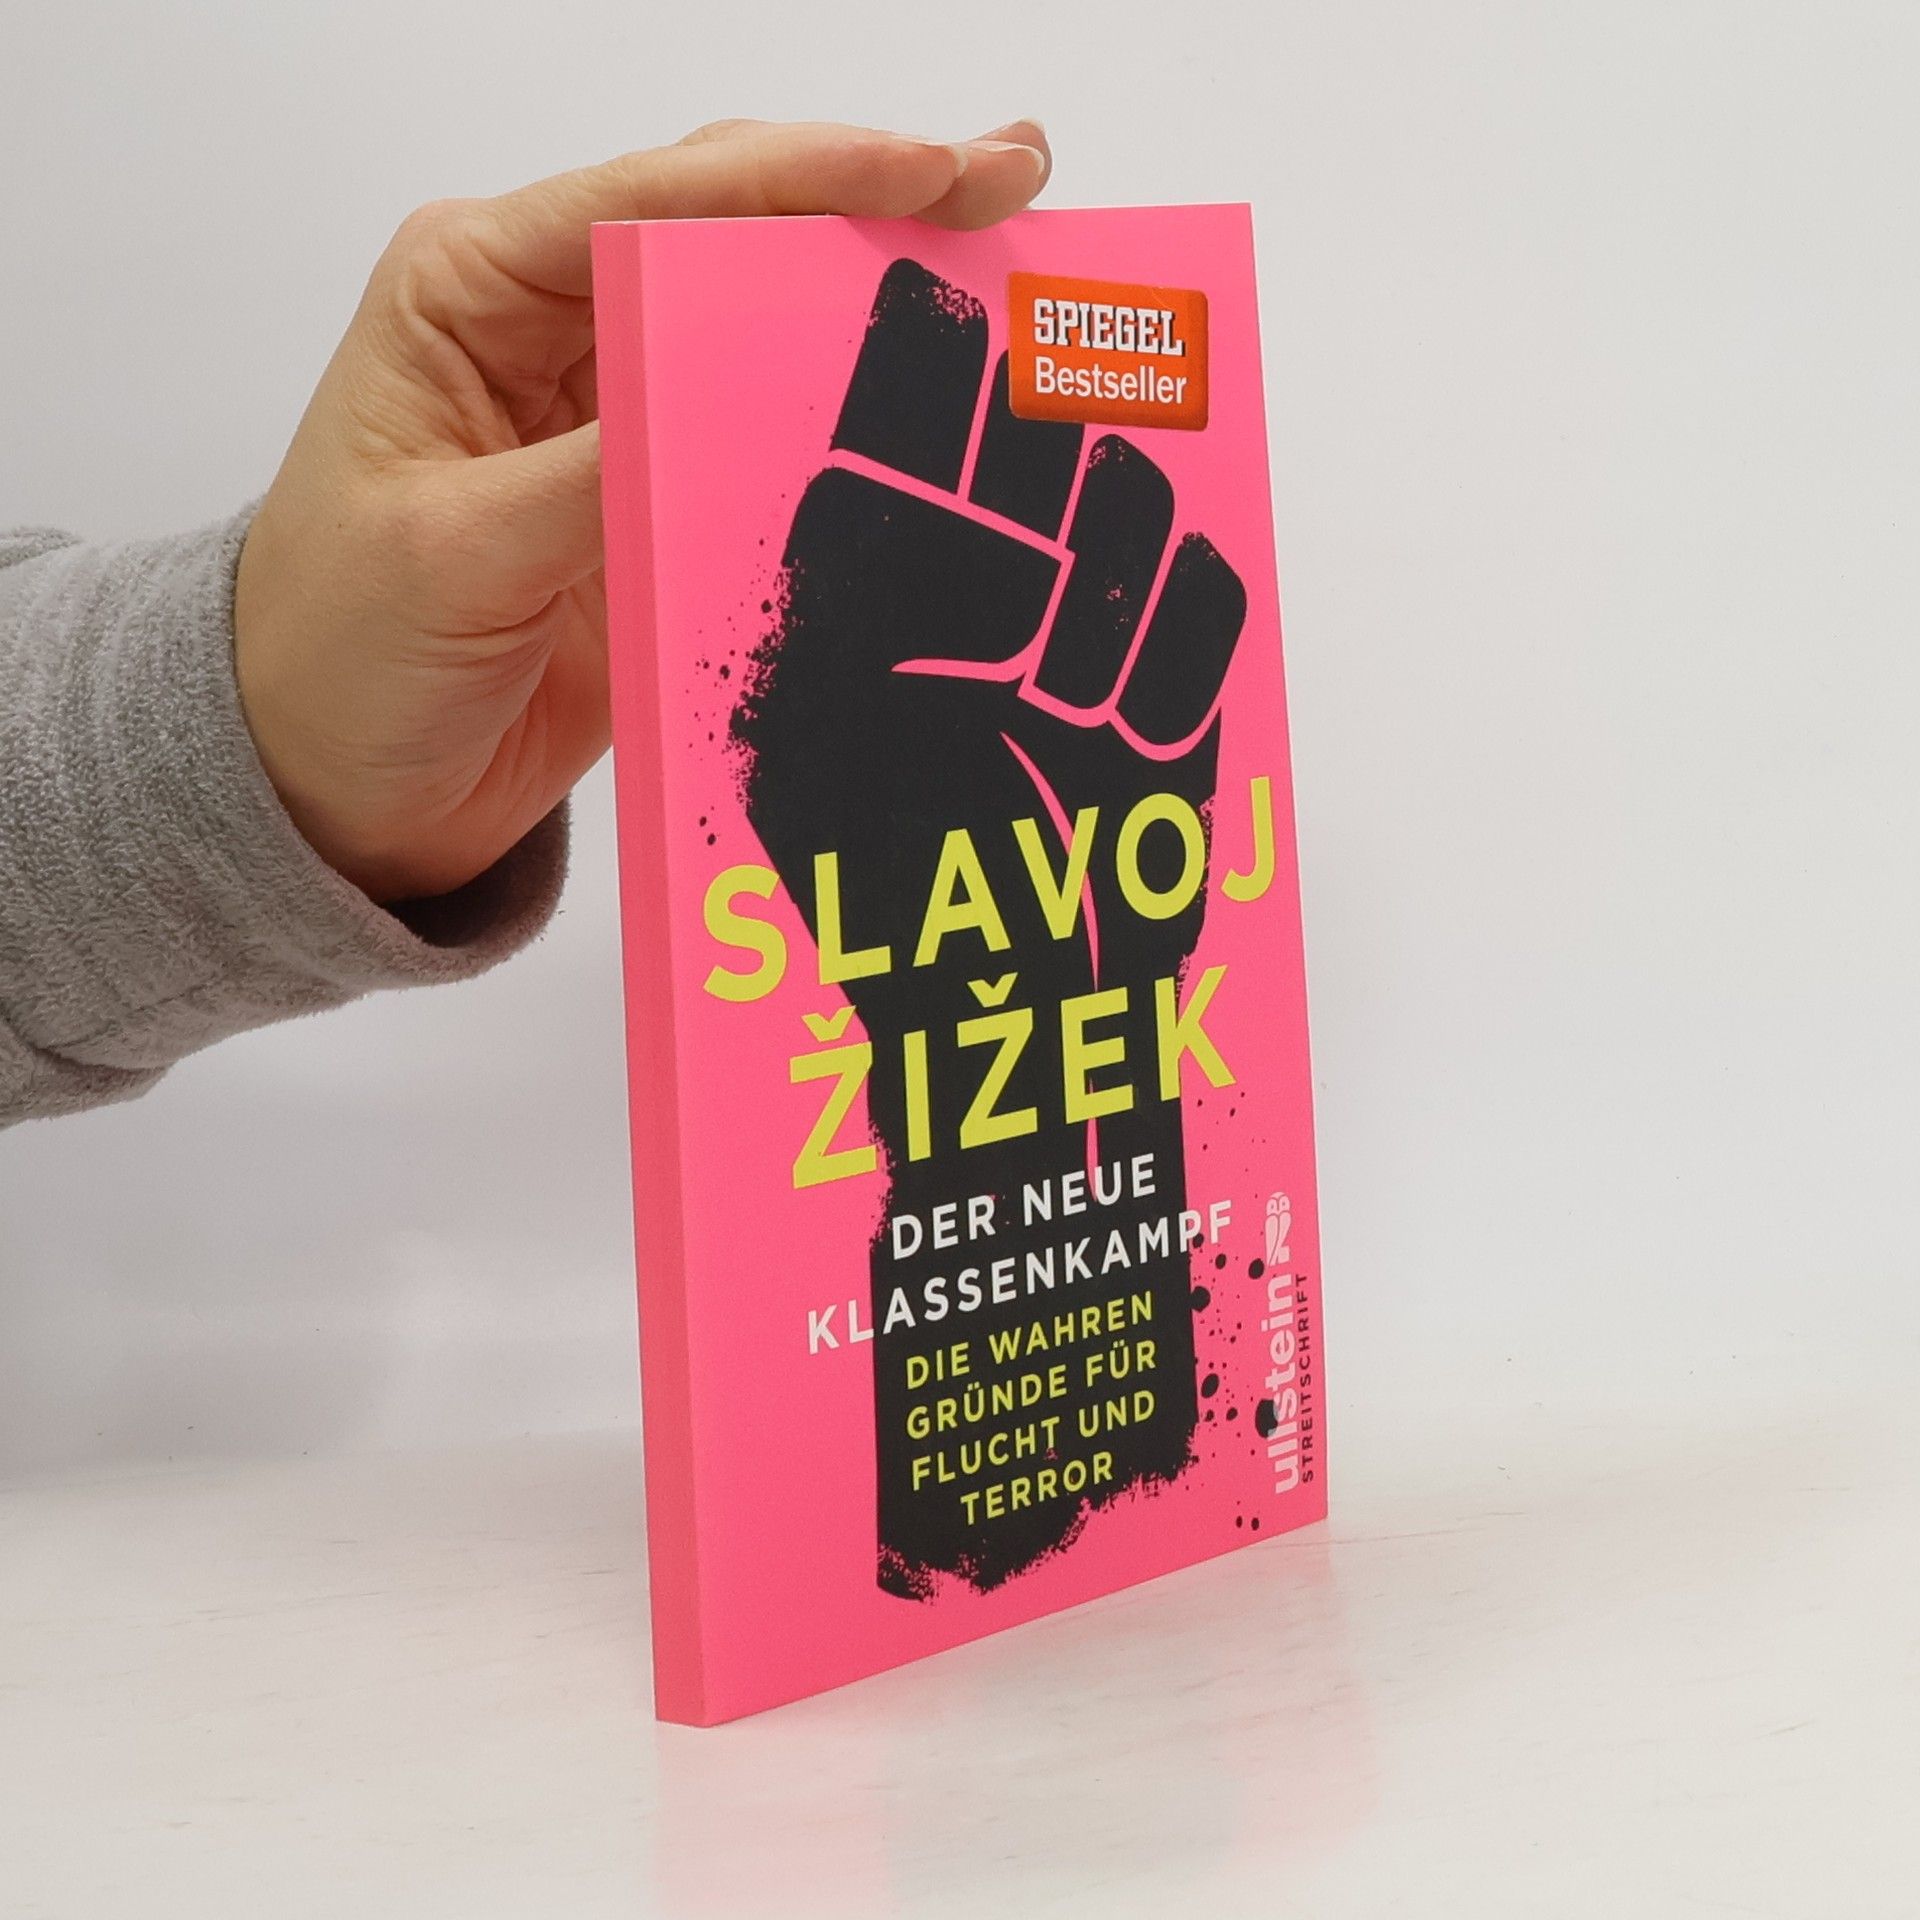 SPIEGEL
Bestseller
SLAVOJ
ŽIŽEK
DER NEUE
KLASSENKAMPF
DIE WAHREN
GRÜNDE FÜR
FLUCHT UND
TERROR
ullstein
STREITSCHRIFT